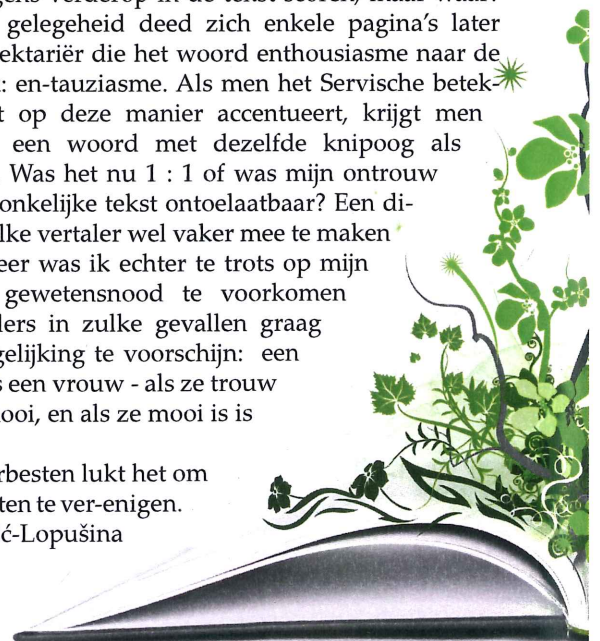 gens verderop in de tekst scoren, maar waar?
gelegeheid deed zich enkele pagina's later
ektariër die het woord enthousiasme naar de
: en-tauziasme. Als men het Servische betek-
t op deze manier accentueert, krijgt men
een woord met dezelfde knipoog als
Was het nu 1 : 1 of was mijn ontrouw
onkelijke tekst ontoelaatbaar? Een di-
lke vertaler wel vaker mee te maken
eer was ik echter te trots op mijn
gewetensnood te voorkomen
lers in zulke gevallen graag
gelijking te voorschijn: een
s een vrouw - als ze trouw
nooi, en als ze mooi is is
rbesten lukt het om
ten te ver-enigen.
ć-Lopušina